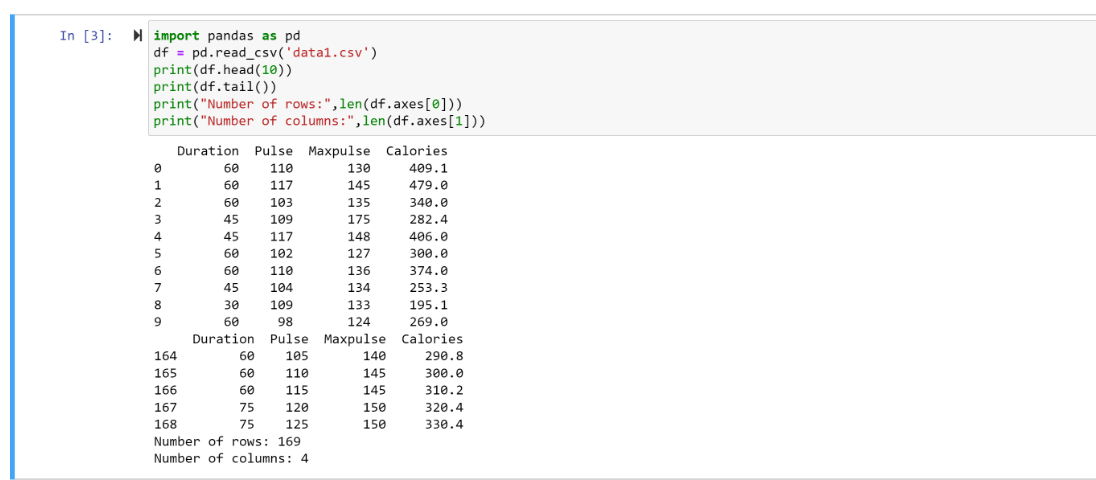 In [3]:
import pandas as pd
df = pd.read_csv('data1.csv')
print(df.head(10))
print(df.tail())
print("Number of rows:",len(df.axes[0]))
print("Number of columns:",len(df.axes[1]))
Duration Pulse Maxpulse Calories
0 60 110 130 409.1
1 60 117 145 479.0
2 60 103 135 340.0
3 45 109 175 282.4
4 45 117 148 406.0
5 60 102 127 300.0
6 60 110 136 374.0
7 45 104 134 253.3
8 30 109 133 195.1
9 60 98 124 269.0
Duration Pulse Maxpulse Calories
164 60 105 140 290.8
165 60 110 145 300.0
166 60 115 145 310.2
167 75 120 150 320.4
168 75 125 150 330.4
Number of rows: 169
Number of columns: 4